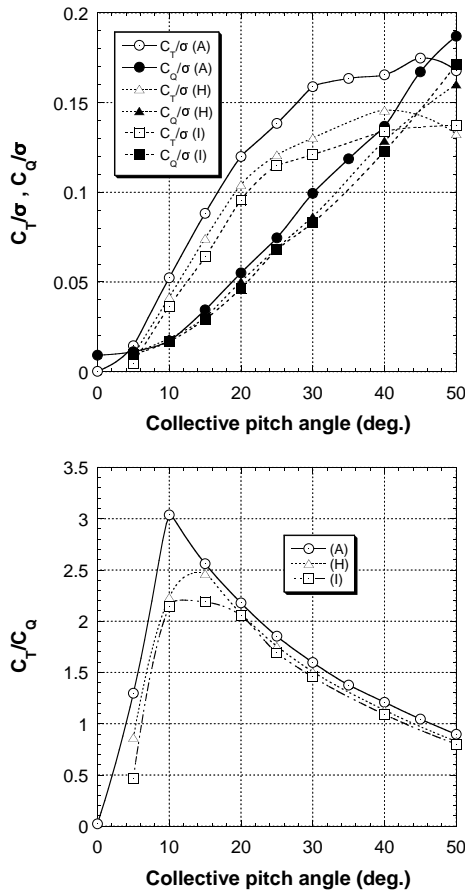 0.2
0.15
0.1
0.05
0
C_T/σ , C_Q/σ
C_T/σ (A)
C_Q/σ (A)
C_T/σ (H)
C_Q/σ (H)
C_T/σ (I)
C_Q/σ (I)
0 10 20 30 40 50
Collective pitch angle (deg.)
3.5
3
2.5
2
1.5
1
0.5
0
C_T/C_Q
(A)
(H)
(I)
0 10 20 30 40 50
Collective pitch angle (deg.)